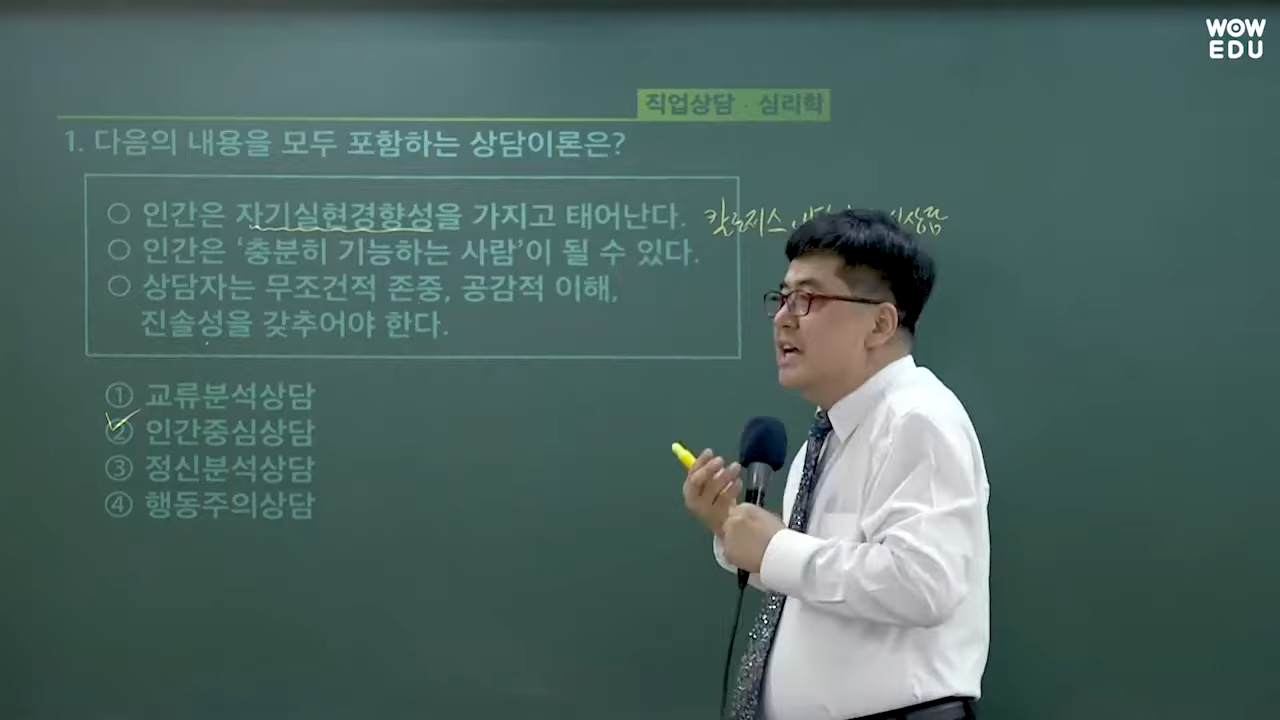 WOW
EDU
직업상담 · 심리학
1. 다음의 내용을 모두 포함하는 상담이론은?
○ 인간은 자기실현경향성을 가지고 태어난다.
칼로저스
○ 인간은 ‘충분히 기능하는 사람’이 될 수 있다.
○ 상담자는 무조건적 존중, 공감적 이해,
진솔성을 갖추어야 한다.
① 교류분석상담
② 인간중심상담
③ 정신분석상담
④ 행동주의상담